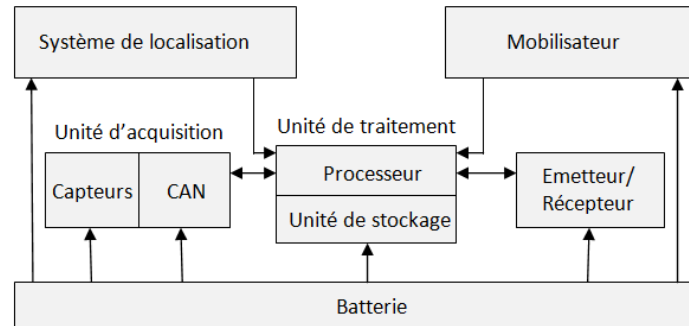 Système de localisation
Mobilisateur
Unité d’acquisition
Unité de traitement
Capteurs
CAN
Processeur
Unité de stockage
Emetteur/
Récepteur
Batterie